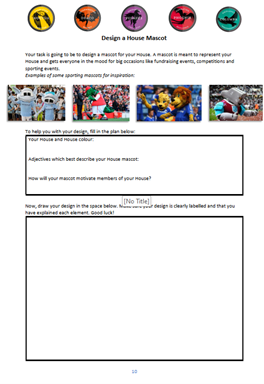 Design a House Mascot
Your task is going to be to design a mascot for your House. A mascot is meant to represent your
House and gets everyone in the mood for big occasions like fundraising events, competitions and
sporting events.
Examples of some sporting mascots for inspiration:
To help you with your design, fill in the plan below:
Your House and House colour:
Adjectives which best describe your House mascot:
How will your mascot motivate members of your House?
[No Title]
Now, draw your design in the space below. your design is clearly labelled and that you
have explained each element. Good luck!
10